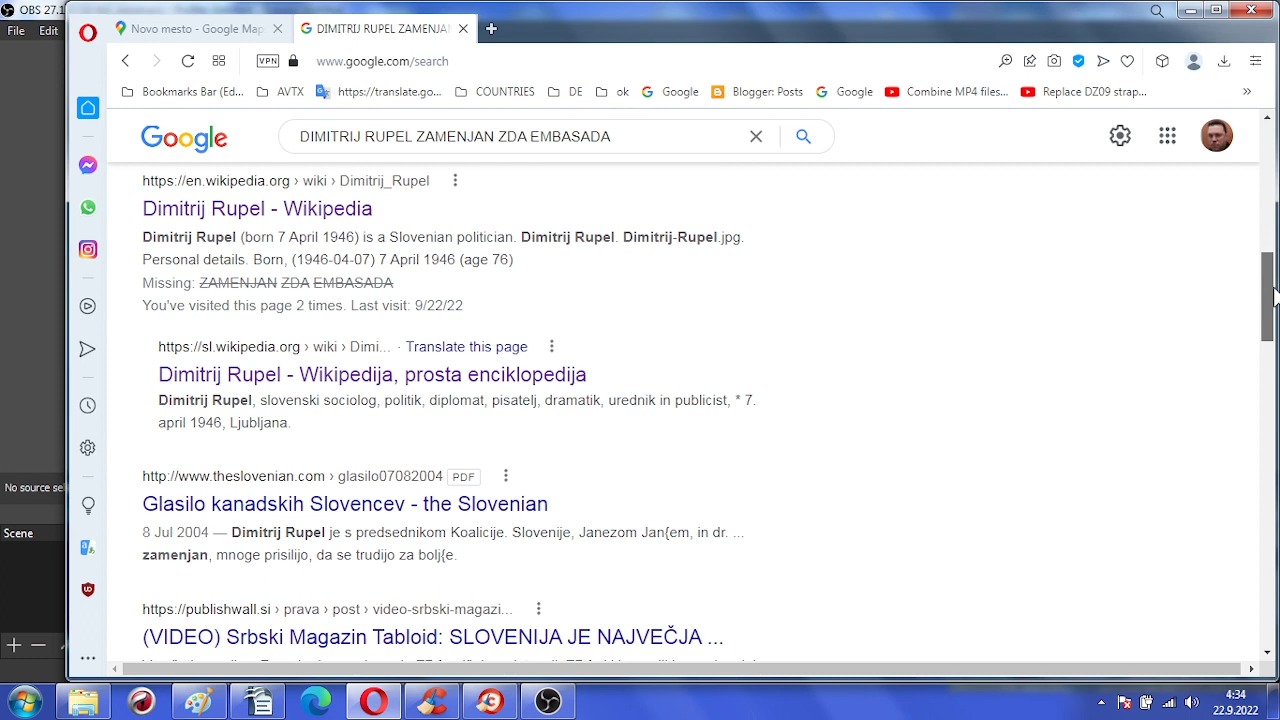 OBS 27.1
File Edit
Novo mesto - Google Map
DIMITRIJ RUPEL ZAMENJAN
VPN www.google.com/search
Bookmarks Bar (Ed... AVTX https://translate.go... COUNTRIES DE ok Google Blogger: Posts Google Combine MP4 files... Replace DZ09 strap... »
Google DIMITRIJ RUPEL ZAMENJAN ZDA EMBASADA
https://en.wikipedia.org › wiki › Dimitrij_Rupel
Dimitrij Rupel - Wikipedia
Dimitrij Rupel (born 7 April 1946) is a Slovenian politician. Dimitrij Rupel. Dimitrij-Rupel.jpg.
Personal details. Born, (1946-04-07) 7 April 1946 (age 76)
Missing: ZAMENJAN ZDA EMBASADA
You've visited this page 2 times. Last visit: 9/22/22
https://sl.wikipedia.org › wiki › Dimi... · Translate this page
Dimitrij Rupel - Wikipedija, prosta enciklopedija
Dimitrij Rupel, slovenski sociolog, politik, diplomat, pisatelj, dramatik, urednik in publicist, * 7.
april 1946, Ljubljana.
http://www.theslovenian.com › glasilo07082004 PDF
Glasilo kanadskih Slovencev - the Slovenian
8 Jul 2004 — Dimitrij Rupel je s predsednikom Koalicije. Slovenije, Janezom Jan{em, in dr. ...
zamenjan, mnoge prisilijo, da se trudijo za bolj{e.
No source se
Scene
https://publishwall.si › prava › post › video-srbski-magazi...
(VIDEO) Srbski Magazin Tabloid: SLOVENIJA JE NAJVEČJA ...
4:34
22.9.2022